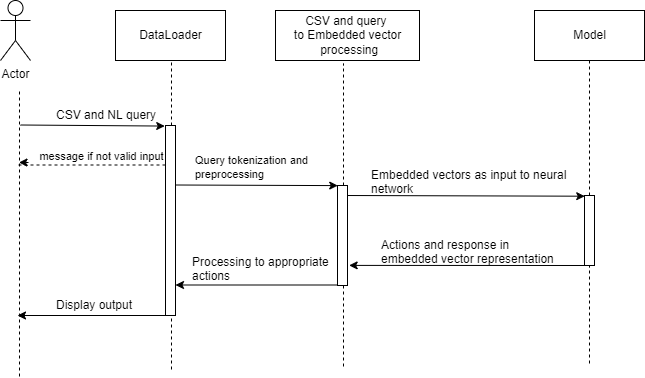 DataLoader
CSV and query
to Embedded vector
processing
Model
Actor
CSV and NL query
message if not valid input
Query tokenization and
preprocessing
Embedded vectors as input to neural
network
Actions and response in
embedded vector representation
Processing to appropriate
actions
Display output